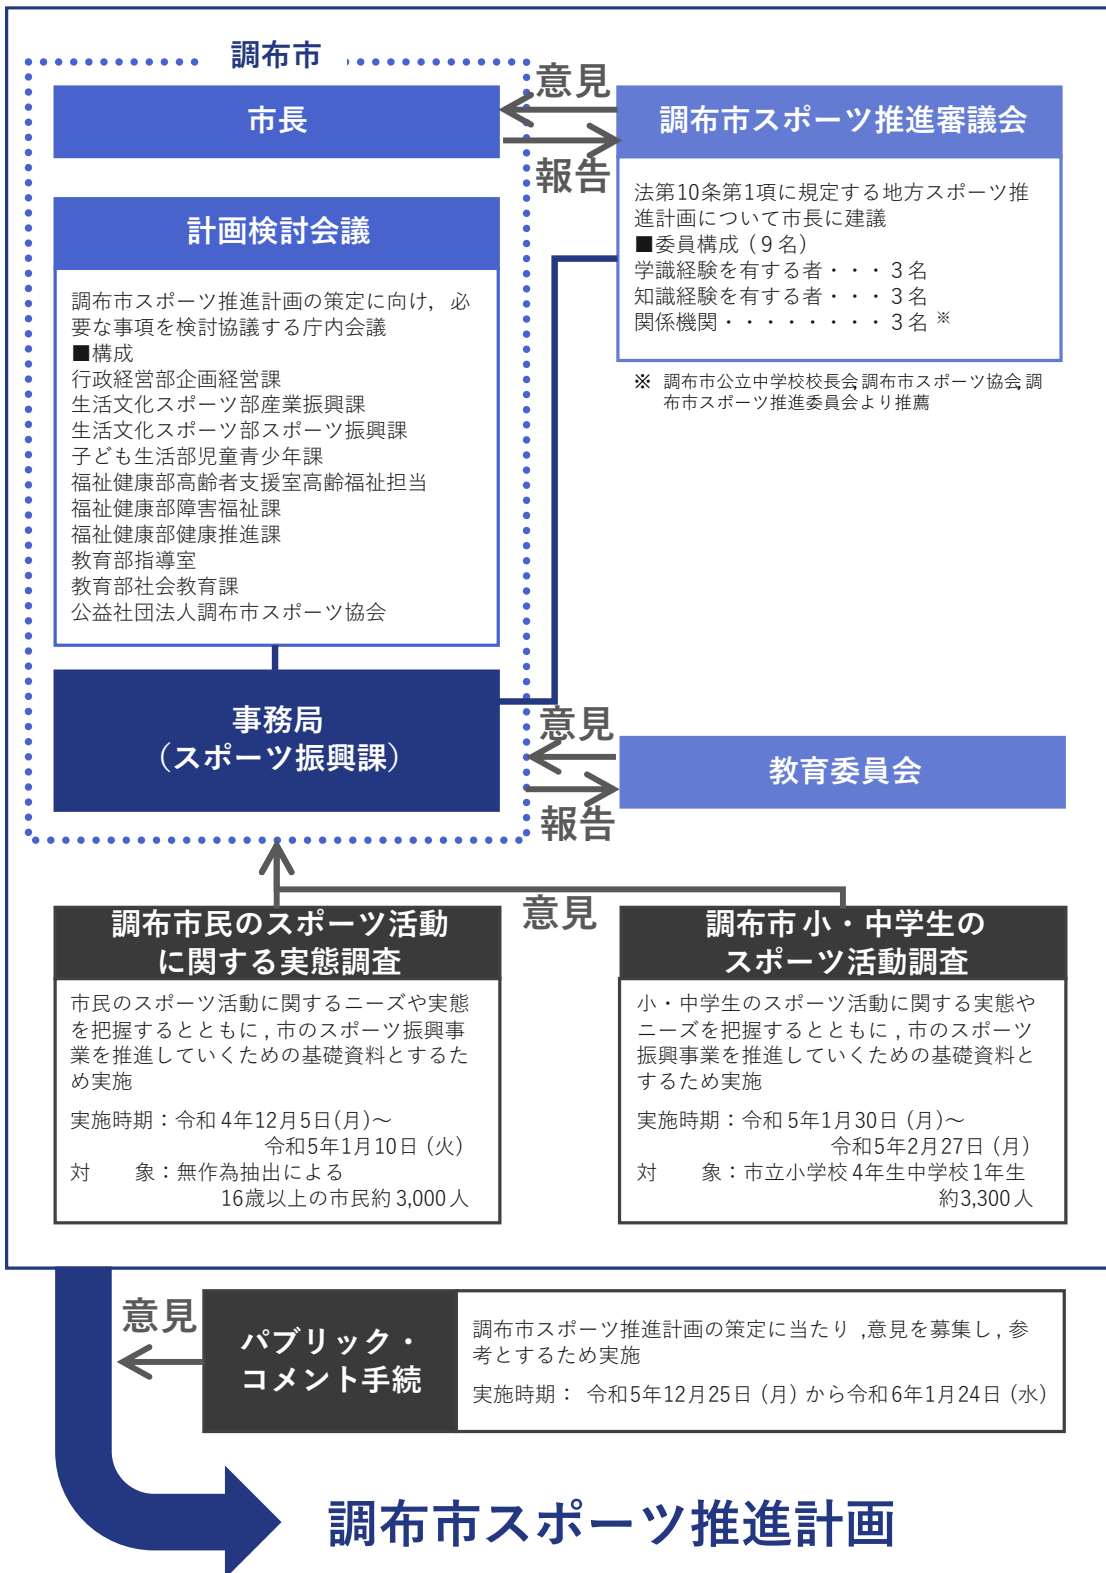 調布市
市長
意見
報告
調布市スポーツ推進審議会
法第10条第1項に規定する地方スポーツ推
進計画について市長に建議
■委員構成（9名）
学識経験を有する者・・・3名
知識経験を有する者・・・3名
関係機関・・・・・・・・3名※
※ 調布市公立中学校校長会,調布市スポーツ協会,調
布市スポーツ推進委員会より推薦
計画検討会議
調布市スポーツ推進計画の策定に向け，必
要な事項を検討協議する庁内会議
■構成
行政経営部企画経営課
生活文化スポーツ部産業振興課
生活文化スポーツ部スポーツ振興課
子ども生活部児童青少年課
福祉健康部高齢者支援室高齢福祉担当
福祉健康部障害福祉課
福祉健康部健康推進課
教育部指導室
教育部社会教育課
公益社団法人調布市スポーツ協会
事務局
（スポーツ振興課）
意見
報告
教育委員会
意見
調布市民のスポーツ活動
に関する実態調査
市民のスポーツ活動に関するニーズや実態
を把握するとともに,市のスポーツ振興事
業を推進していくための基礎資料とするた
め実施
実施時期：令和4年12月5日(月)～
令和5年1月10日（火）
対　　象：無作為抽出による
16歳以上の市民約3,000人
調布市 小・中学生の
スポーツ活動調査
小・中学生のスポーツ活動に関する実態や
ニーズを把握するとともに,市のスポーツ
振興事業を推進していくための基礎資料と
するため実施
実施時期：令和5年1月30日（月）～
令和5年2月27日（月）
対　　象：市立小学校4年生中学校1年生
約3,300人
意見
パブリック・
コメント手続
調布市スポーツ推進計画の策定に当たり,意見を募集し,参
考とするため実施
実施時期： 令和5年12月25日（月）から令和6年1月24日（水）
調布市スポーツ推進計画